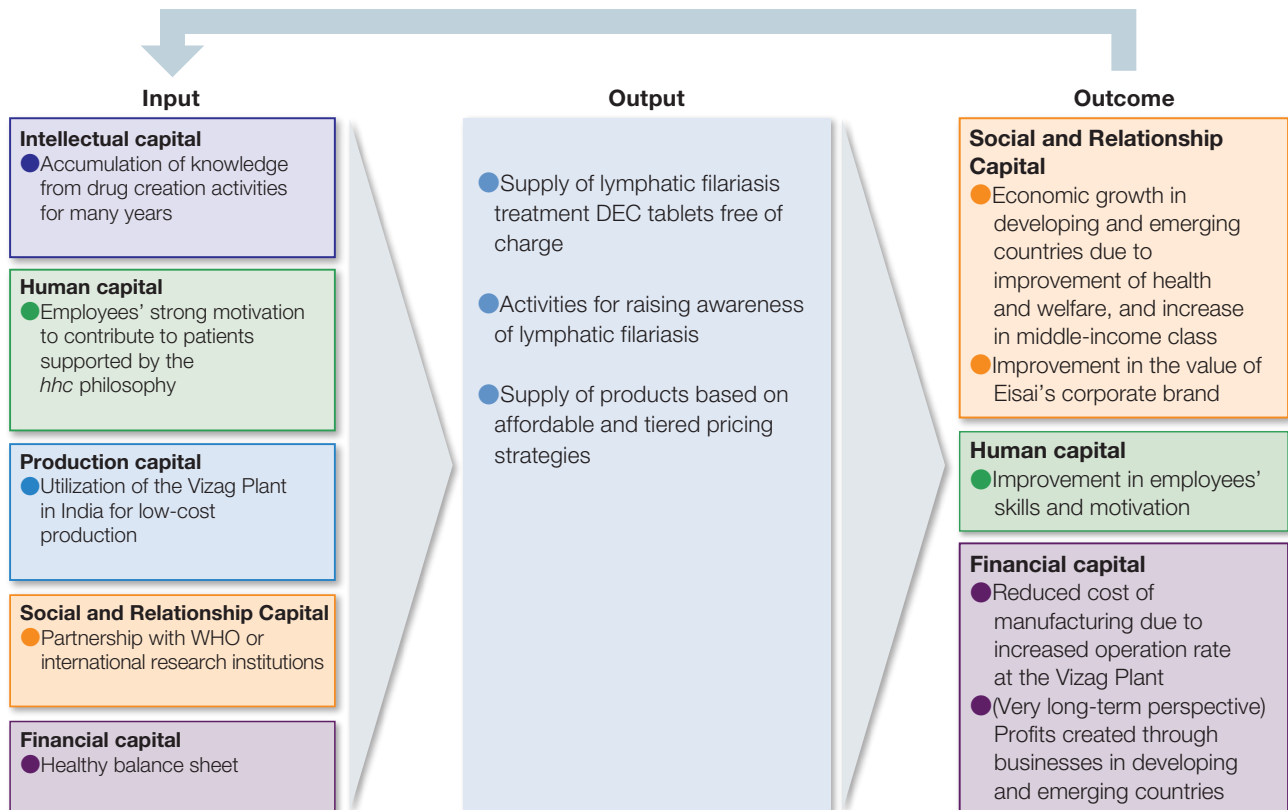 Input
Intellectual capital
●Accumulation of knowledge
from drug creation activities
for many years
Human capital
●Employees’ strong motivation
to contribute to patients
supported by the
hhc philosophy
Production capital
●Utilization of the Vizag Plant
in India for low-cost
production
Social and Relationship Capital
●Partnership with WHO or
international research institutions
Financial capital
●Healthy balance sheet
Output
●Supply of lymphatic filariasis
treatment DEC tablets free of
charge
●Activities for raising awareness
of lymphatic filariasis
●Supply of products based on
affordable and tiered pricing
strategies
Outcome
Social and Relationship
Capital
●Economic growth in
developing and emerging
countries due to
improvement of health
and welfare, and increase
in middle-income class
●Improvement in the value of
Eisai’s corporate brand
Human capital
●Improvement in employees’
skills and motivation
Financial capital
●Reduced cost of
manufacturing due to
increased operation rate
at the Vizag Plant
●(Very long-term perspective)
Profits created through
businesses in developing
and emerging countries